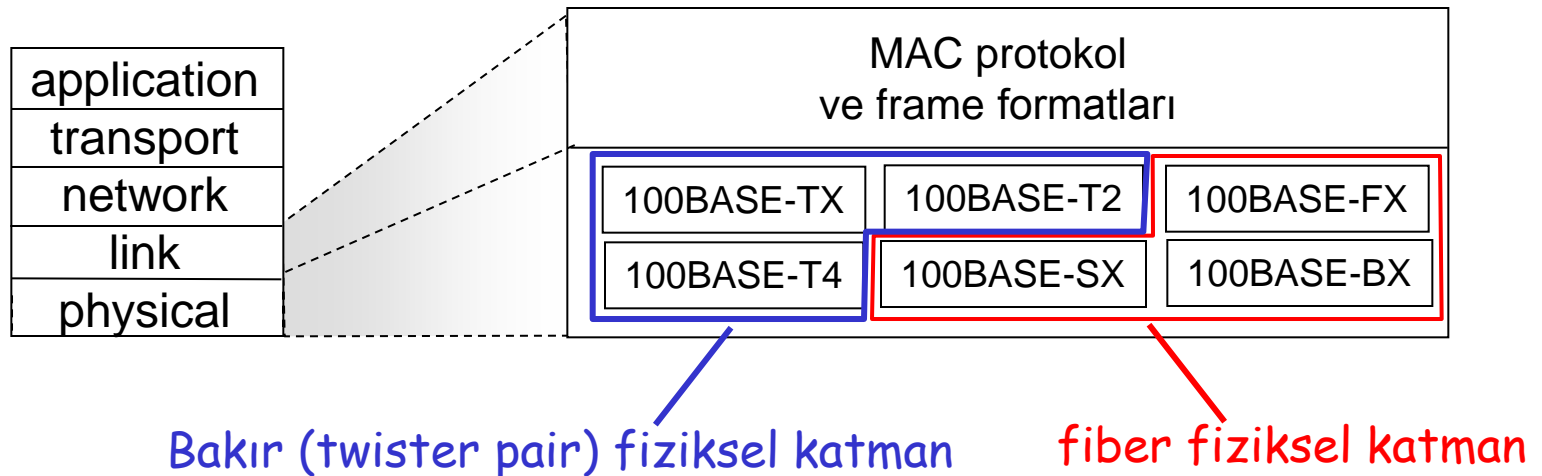 application
transport
network
link
physical
MAC protokol
ve frame formatları
100BASE-TX
100BASE-T2
100BASE-FX
100BASE-T4
100BASE-SX
100BASE-BX
Bakır (twister pair) fiziksel katman
fiber fiziksel katman